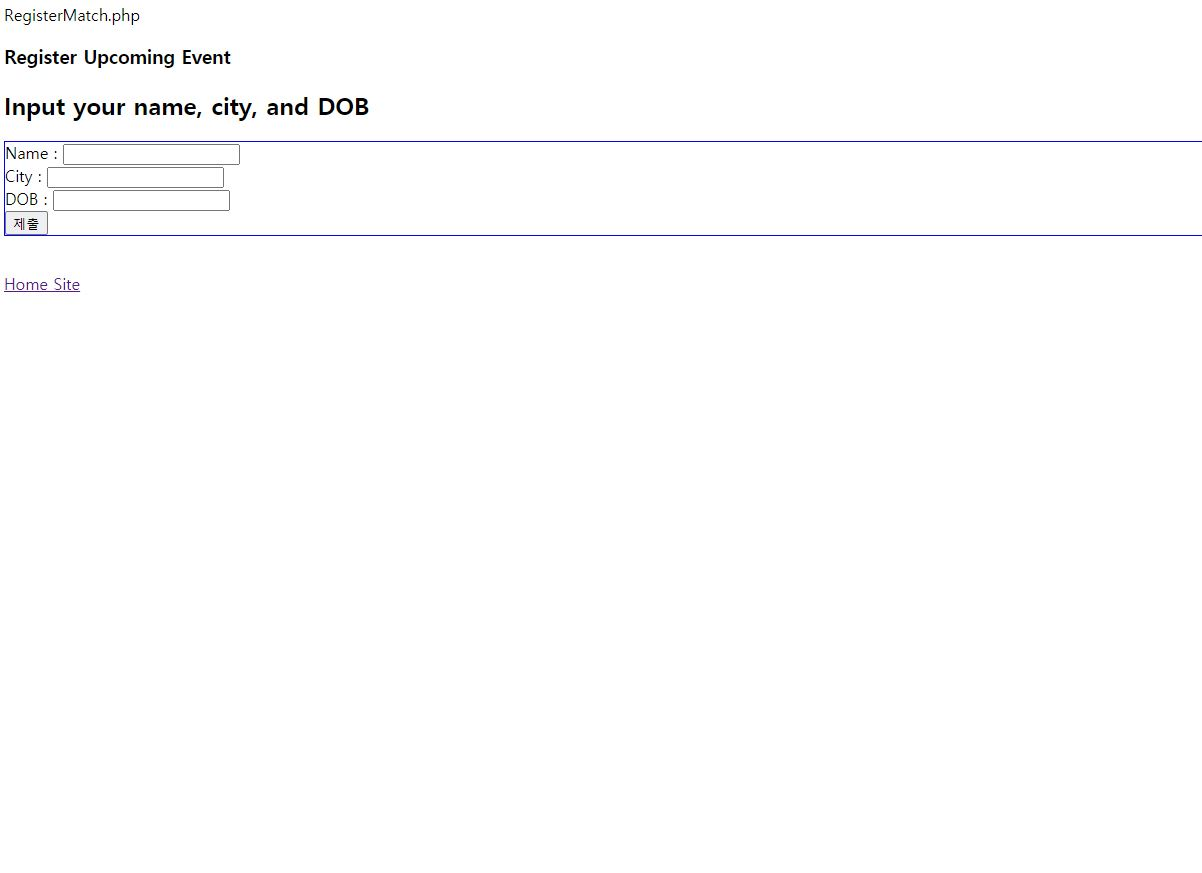 RegisterMatch.php
Register Upcoming Event
Input your name, city, and DOB
Name :
City :
DOB :
제출
Home Site